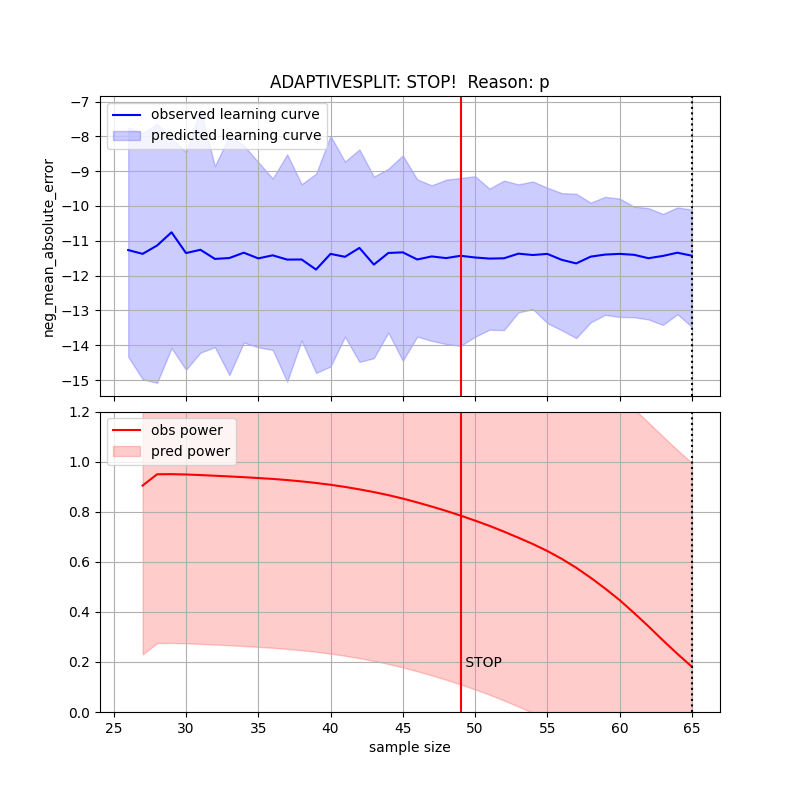 ADAPTIVESPLIT: STOP!  Reason: p
observed learning curve
predicted learning curve
neg_mean_absolute_error
−7
−8
−9
−10
−11
−12
−13
−14
−15
obs power
pred power
1.2
1.0
0.8
0.6
0.4
0.2
0.0
STOP
25 30 35 40 45 50 55 60 65
sample size